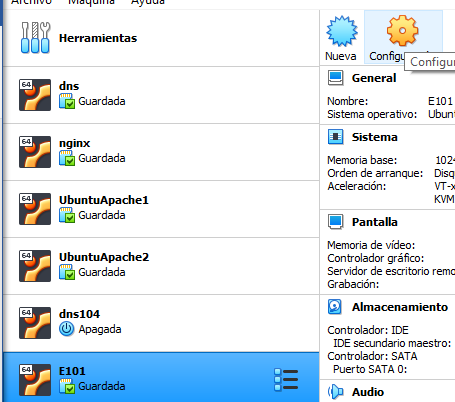 Archivo Máquina Ayuda
Herramientas
64
dns
Guardada
64
nginx
Guardada
64
UbuntuApache1
Guardada
64
UbuntuApache2
Guardada
64
dns104
Apagada
64
E101
Guardada
Nueva
Configu
General
Nombre: E101
Sistema operativo: Ubun
Sistema
Memoria base: 1024
Orden de arranque: Disq
Aceleración: VT-x
KVM
Pantalla
Memoria de vídeo:
Controlador gráfico:
Servidor de escritorio remo
Grabación:
Almacenamiento
Controlador: IDE
IDE secundario maestro:
Controlador: SATA
Puerto SATA 0:
Audio